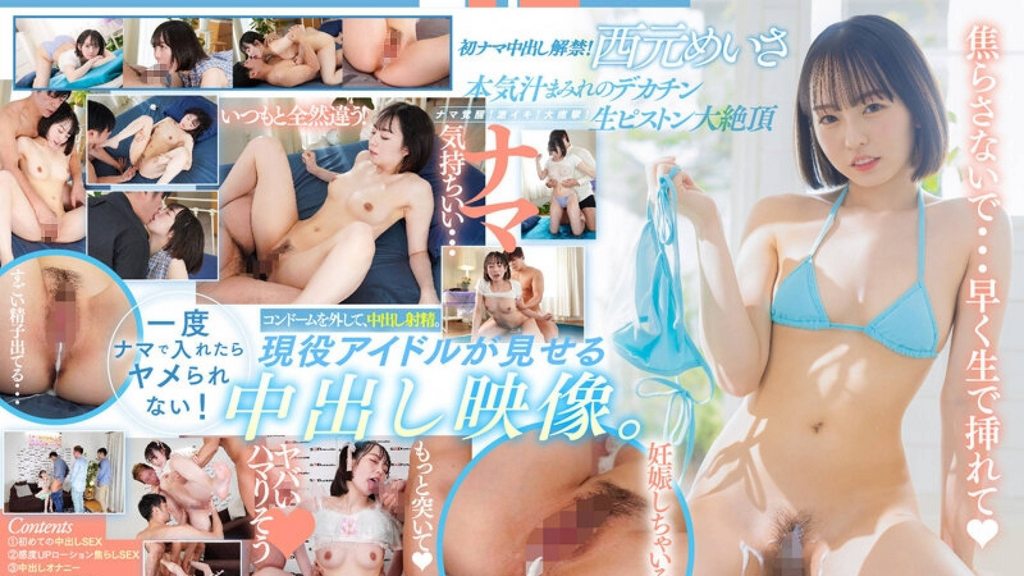 初ナマ中出し解禁!
西元めいさ
本気汁まみれのデカチン
生ピストン大絶頂
焦らさないで・・・早く生で挿れて♥
いつもと全然違う!
ナマ
気持ちいい・・・
すごい精子出てる・・・
一度
ナマで入れたら
ヤメられ
ない!
コンドームを外して、中出し射精。
現役アイドルが見せる
中出し映像。
ヤバい
ハマりそう
もっと突いて♥
妊娠しちゃいる
Contents
①初めての中出しSEX
②感度UPローション焦らしSEX
③中出しオナニー